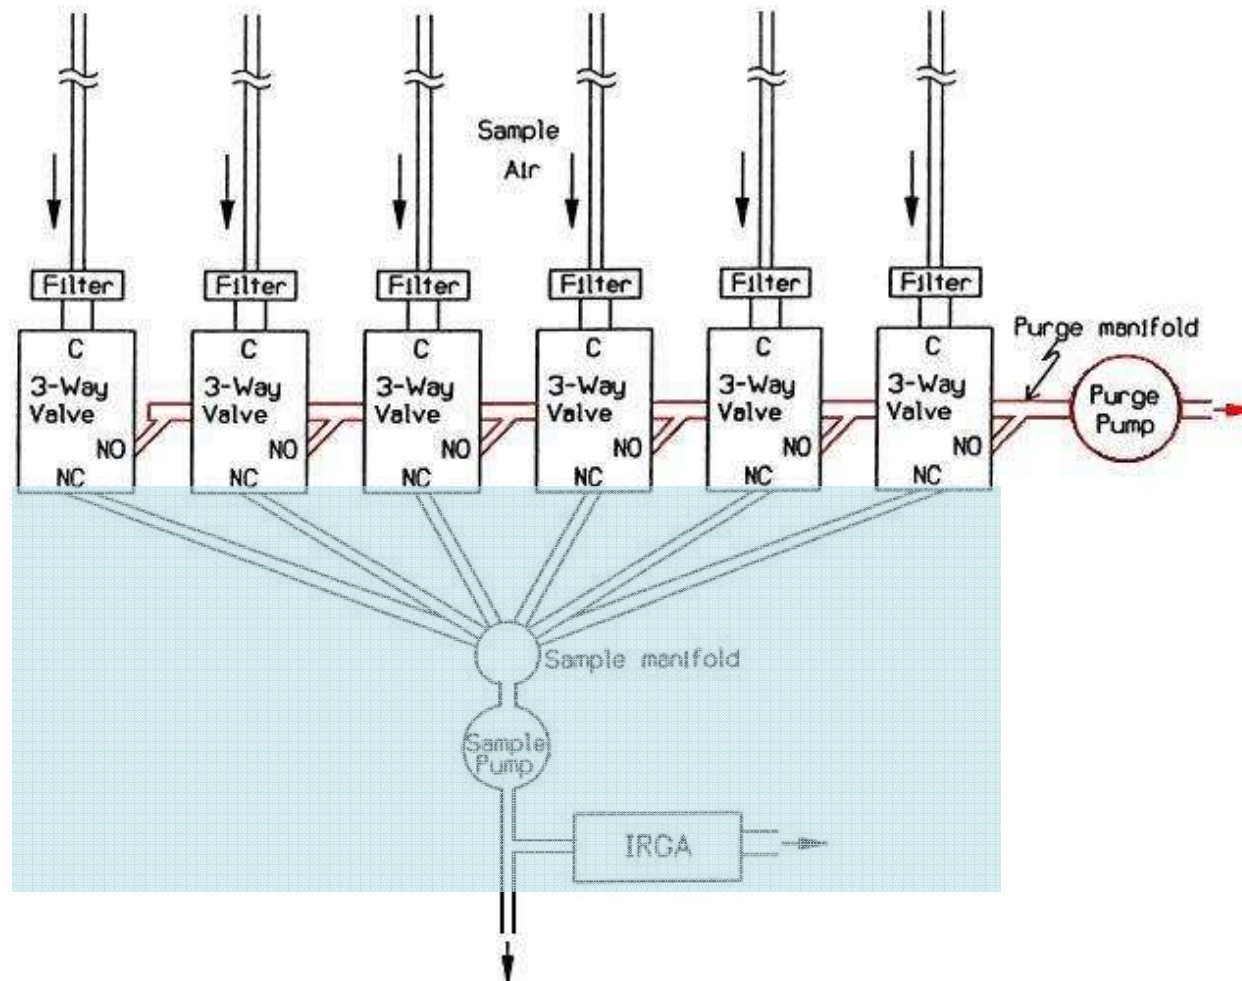 Sample
Air
Filter Filter Filter Filter Filter Filter
Purge manifold
C C C C C C
3-Way 3-Way 3-Way 3-Way 3-Way 3-Way
Valve Valve Valve Valve Valve Valve
Purge
Pump
NO NO NO NO NO NO
NC NC NC NC NC NC
Sample manifold
Sample
Pump
IRGA